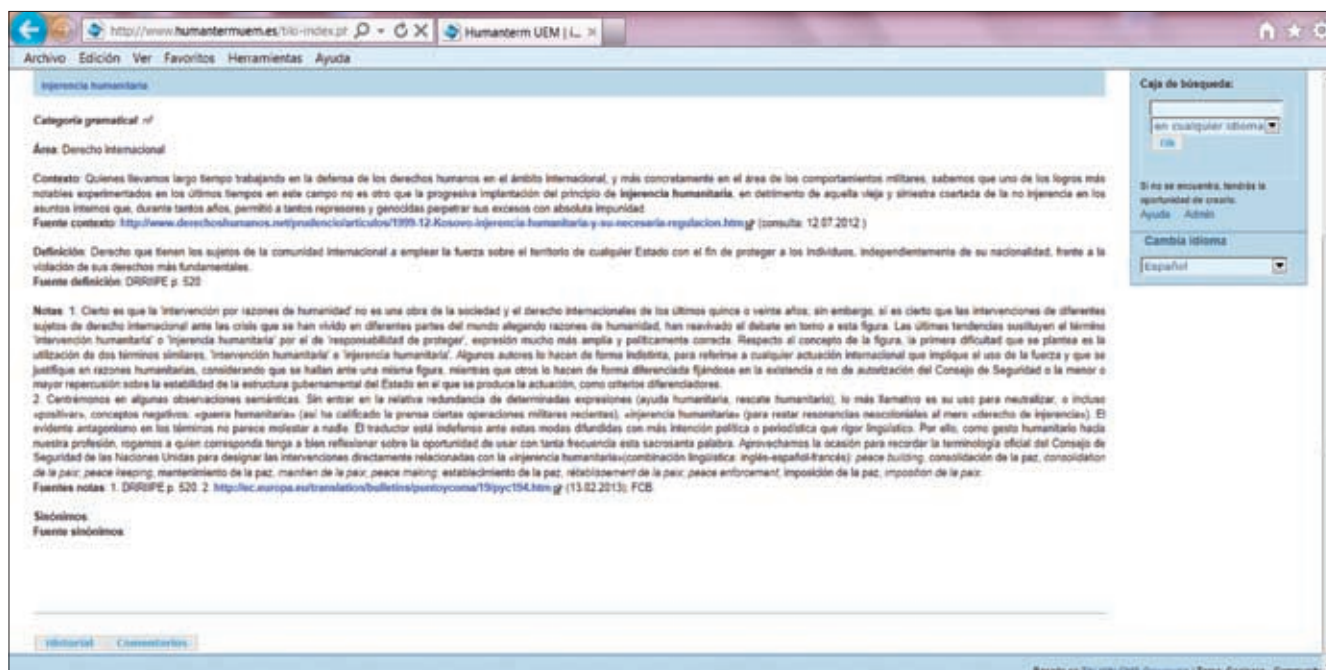 http://www.humantermuem.es/tiki-index.pr
Humanterm UEM | i...
Archivo Edición Ver Favoritos Herramientas Ayuda
injerencia humanitaria
Categoría gramatical: nf
Área: Derecho Internacional
Contexto: Quienes llevamos largo tiempo trabajando en la defensa de los derechos humanos en el ámbito internacional, y más concretamente en el área de los comportamientos militares, sabemos que uno de los logros más
notables experimentados en los últimos tiempos en este campo no es otro que la progresiva implantación del principio de injerencia humanitaria, en detrimento de aquella vieja y siniestra coartada de la no injerencia en los
asuntos internos que, durante tantos años, permitió a tantos represores y genocidas perpetrar sus excesos con absoluta impunidad.
Fuente contexto: http://www.derechoshumanos.net/prudencio/articulos/1999-12-Kosovo-injerencia-humanitaria-y-su-necesaria-regulacion.htm (consulta: 12.07.2012 )
Definición: Derecho que tienen los sujetos de la comunidad internacional a emplear la fuerza sobre el territorio de cualquier Estado con el fin de proteger a los individuos, independientemente de su nacionalidad, frente a la
violación de sus derechos más fundamentales.
Fuente definición: DRRIIPE p. 520
Notas: 1. Cierto es que la 'intervención por razones de humanidad' no es una obra de la sociedad y el derecho internacionales de los últimos quince o veinte años; sin embargo, sí es cierto que las intervenciones de diferentes
sujetos de derecho internacional ante las crisis que se han vivido en diferentes partes del mundo alegando razones de humanidad, han reavivado el debate en torno a esta figura. Las últimas tendencias sustituyen el término
'intervención humanitaria' o 'injerencia humanitaria' por el de 'responsabilidad de proteger', expresión mucho más amplia y políticamente correcta. Respecto al concepto de la figura, la primera dificultad que se plantea es la
utilización de dos términos similares, 'intervención humanitaria' e 'injerencia humanitaria'. Algunos autores lo hacen de forma indistinta, para referirse a cualquier actuación internacional que implique el uso de la fuerza y que se
justifique en razones humanitarias, considerando que se hallan ante una misma figura, mientras que otros lo hacen de forma diferenciada fijándose en la existencia o no de autorización del Consejo de Seguridad o la menor o
mayor repercusión sobre la estabilidad de la estructura gubernamental del Estado en el que se produce la actuación, como criterios diferenciadores.
2. Centrémonos en algunas observaciones semánticas. Sin entrar en la relativa redundancia de determinadas expresiones (ayuda humanitaria, rescate humanitario), lo más llamativo es su uso para neutralizar, o incluso
«positivar», conceptos negativos: «guerra humanitaria» (así ha calificado la prensa ciertas operaciones militares recientes), «injerencia humanitaria» (para restar resonancias neocoloniales al mero «derecho de injerencia»). El
evidente antagonismo en los términos no parece molestar a nadie. El traductor está indefenso ante estas modas difundidas con más intención política o periodística que rigor lingüístico. Por ello, como gesto humanitario hacia
nuestra profesión, rogamos a quien corresponda tenga a bien reflexionar sobre la oportunidad de usar con tanta frecuencia esta sacrosanta palabra. Aprovechamos la ocasión para recordar la terminología oficial del Consejo de
Seguridad de las Naciones Unidas para designar las intervenciones directamente relacionadas con la «injerencia humanitaria»(combinación lingüística: inglés-español-francés): peace building, consolidación de la paz, consolidation
de la paix; peace keeping, mantenimiento de la paz, maintien de la paix; peace making, establecimiento de la paz, rétablissement de la paix; peace enforcement, imposición de la paz, imposition de la paix.
Fuentes notas: 1. DRRIIPE p. 520. 2. http://ec.europa.eu/translation/bulletins/puntoycoma/19/pyc194.htm (13.02.2013); FCB
Sinónimos:
Fuente sinónimos:
Historial Comentarios
Caja de búsqueda:
en cualquier idioma
Si no se encuentra, tendrás la
oportunidad de crearlo.
Ayuda Admin
Cambia idioma
Español